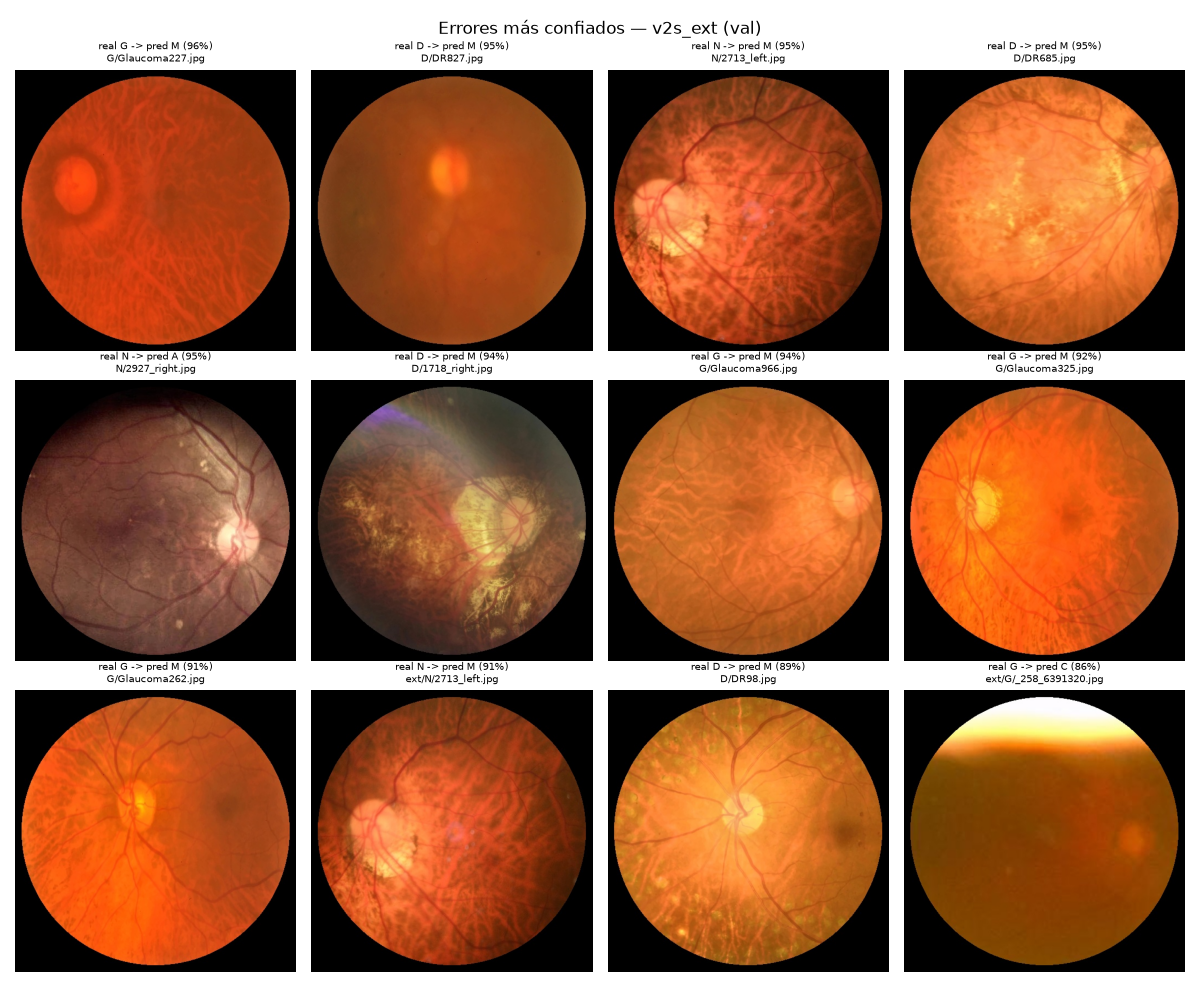 Errores más confiados — v2s_ext (val)
real G -> pred M (96%)
G/Glaucoma227.jpg
real D -> pred M (95%)
D/DR827.jpg
real N -> pred M (95%)
N/2713_left.jpg
real D -> pred M (95%)
D/DR685.jpg
real N -> pred A (95%)
N/2927_right.jpg
real D -> pred M (94%)
D/1718_right.jpg
real G -> pred M (94%)
G/Glaucoma966.jpg
real G -> pred M (92%)
G/Glaucoma325.jpg
real G -> pred M (91%)
G/Glaucoma262.jpg
real N -> pred M (91%)
ext/N/2713_left.jpg
real D -> pred M (89%)
D/DR98.jpg
real G -> pred C (86%)
ext/G/_258_6391320.jpg